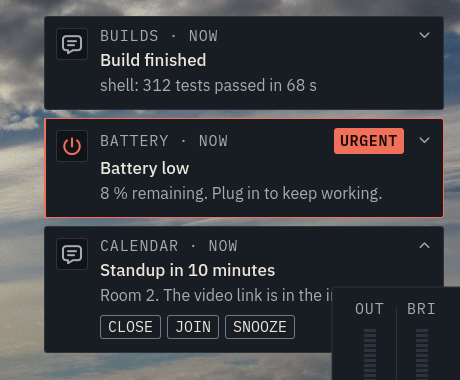 BUILDS · NOW
Build finished
shell: 312 tests passed in 68 s
BATTERY · NOW
URGENT
Battery low
8 % remaining. Plug in to keep working.
CALENDAR · NOW
Standup in 10 minutes
Room 2. The video link is in the
CLOSE JOIN SNOOZE
OUT BRI